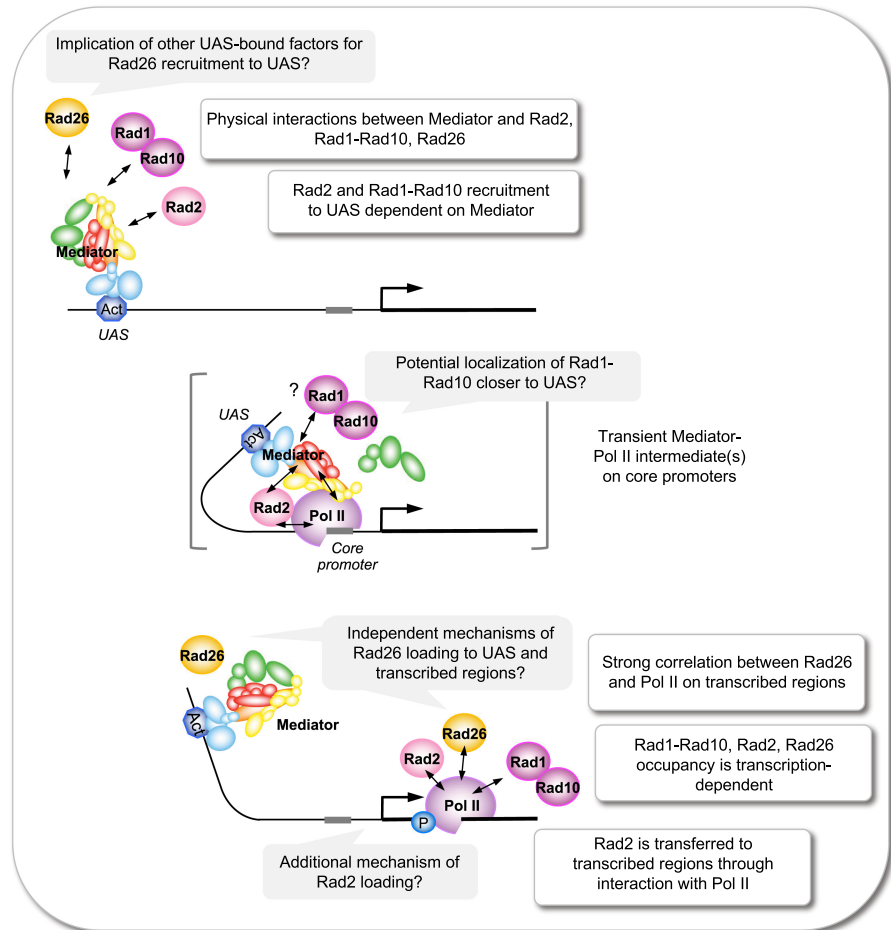 Implication of other UAS-bound factors for
Rad26 recruitment to UAS?
Rad26
Rad1
Rad10
Rad2
Mediator
Act
UAS
Physical interactions between Mediator and Rad2,
Rad1-Rad10, Rad26
Rad2 and Rad1-Rad10 recruitment
to UAS dependent on Mediator
Potential localization of Rad1-
Rad10 closer to UAS?
?
Rad1
Rad10
UAS
Act
Mediator
Rad2
Pol II
Core
promoter
Transient Mediator-
Pol II intermediate(s)
on core promoters
Independent mechanisms of
Rad26 loading to UAS and
transcribed regions?
Rad26
Act
Mediator
Rad26
Rad2
Rad1
Rad10
Pol II
P
Additional mechanism of
Rad2 loading?
Strong correlation between Rad26
and Pol II on transcribed regions
Rad1-Rad10, Rad2, Rad26
occupancy is transcription-
dependent
Rad2 is transferred to
transcribed regions through
interaction with Pol II